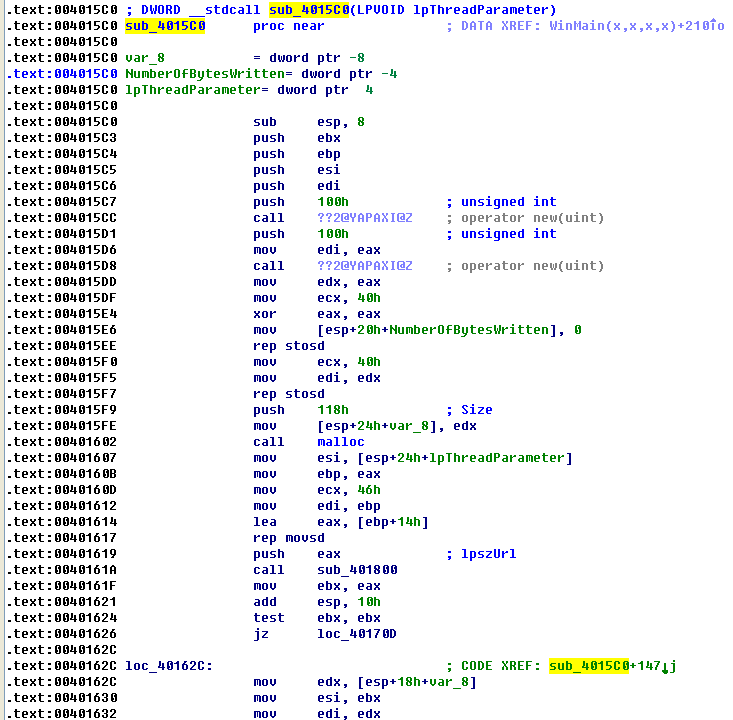 .text:004015C0 ; DWORD __stdcall sub_4015C0(LPVOID lpThreadParameter)
.text:004015C0 sub_4015C0 proc near ; DATA XREF: WinMain(x,x,x,x)+210↑o
.text:004015C0
.text:004015C0 var_8 = dword ptr -8
.text:004015C0 NumberOfBytesWritten= dword ptr -4
.text:004015C0 lpThreadParameter= dword ptr 4
.text:004015C0
.text:004015C0 sub esp, 8
.text:004015C3 push ebx
.text:004015C4 push ebp
.text:004015C5 push esi
.text:004015C6 push edi
.text:004015C7 push 100h ; unsigned int
.text:004015CC call ??2@YAPAXI@Z ; operator new(uint)
.text:004015D1 push 100h ; unsigned int
.text:004015D6 mov edi, eax
.text:004015D8 call ??2@YAPAXI@Z ; operator new(uint)
.text:004015DD mov edx, eax
.text:004015DF mov ecx, 40h
.text:004015E4 xor eax, eax
.text:004015E6 mov [esp+20h+NumberOfBytesWritten], 0
.text:004015EE rep stosd
.text:004015F0 mov ecx, 40h
.text:004015F5 mov edi, edx
.text:004015F7 rep stosd
.text:004015F9 push 118h ; Size
.text:004015FE mov [esp+24h+var_8], edx
.text:00401602 call malloc
.text:00401607 mov esi, [esp+24h+lpThreadParameter]
.text:0040160B mov ebp, eax
.text:0040160D mov ecx, 46h
.text:00401612 mov edi, ebp
.text:00401614 lea eax, [ebp+14h]
.text:00401617 rep movsd
.text:00401619 push eax ; lpszUrl
.text:0040161A call sub_401800
.text:0040161F mov ebx, eax
.text:00401621 add esp, 10h
.text:00401624 test ebx, ebx
.text:00401626 jz loc_40170D
.text:0040162C
.text:0040162C loc_40162C: ; CODE XREF: sub_4015C0+147↓j
.text:0040162C mov edx, [esp+18h+var_8]
.text:00401630 mov esi, ebx
.text:00401632 mov edi, edx